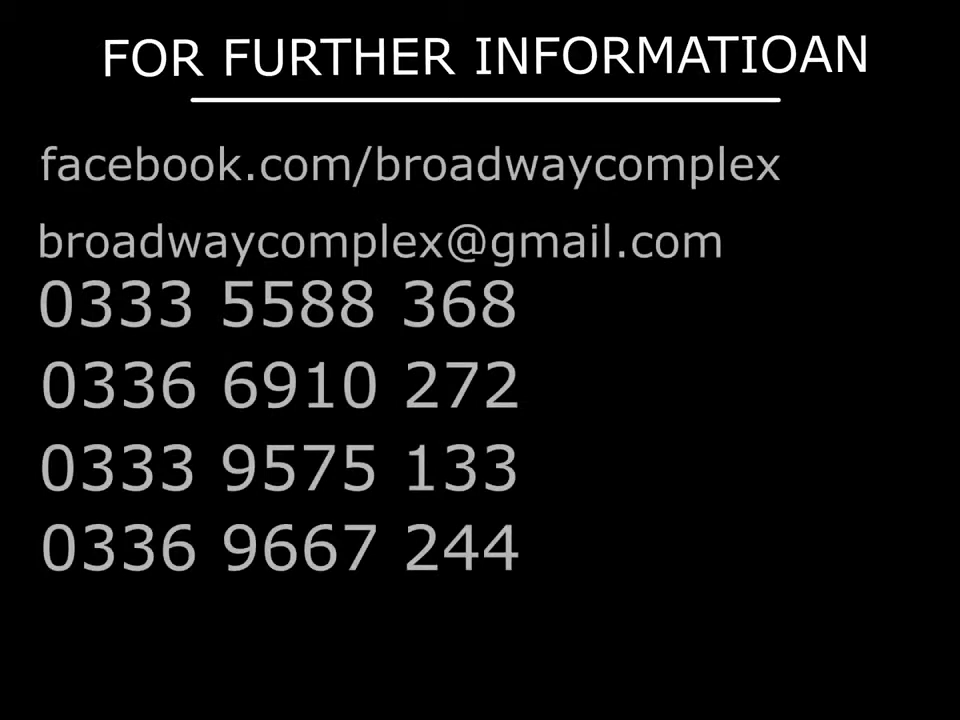 FOR FURTHER INFORMATIOAN
facebook.com/broadwaycomplex
broadwaycomplex@gmail.com
0333 5588 368
0336 6910 272
0333 9575 133
0336 9667 244